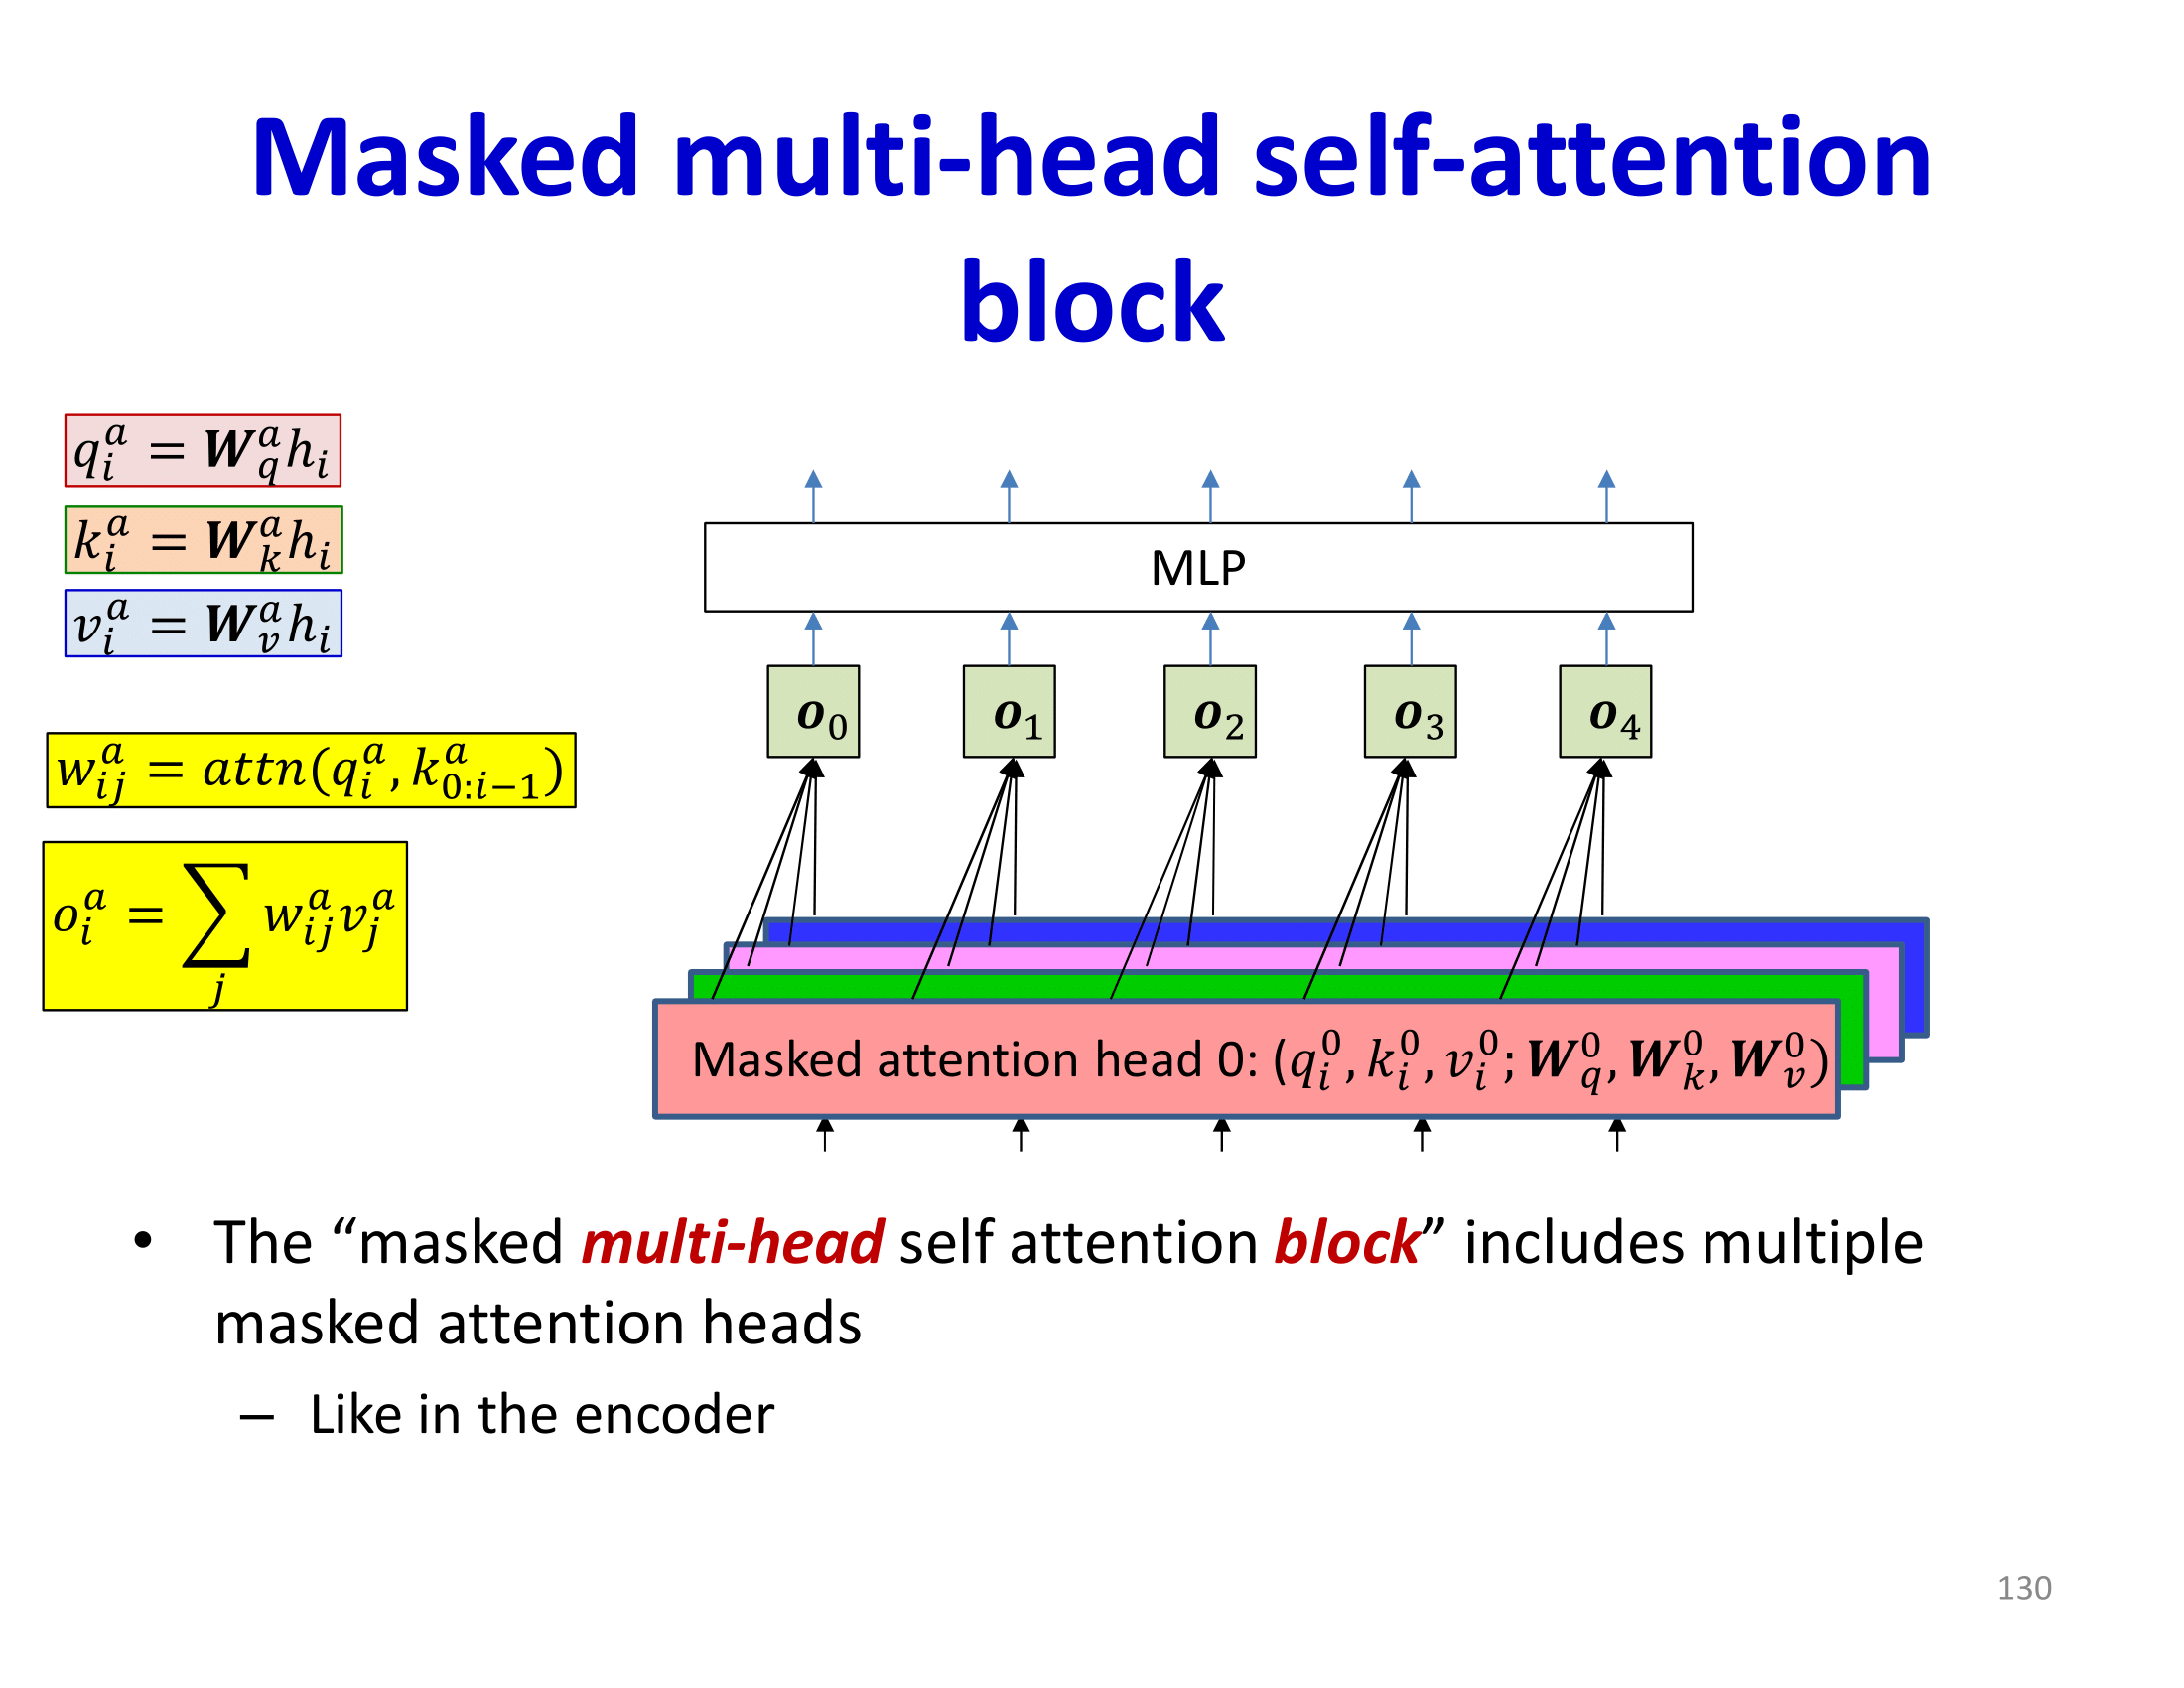 Masked multi-head self-attention
block
$q_i^a = \boldsymbol{W}_q^a h_i$
$k_i^a = \boldsymbol{W}_k^a h_i$
$v_i^a = \boldsymbol{W}_v^a h_i$
$w_{ij}^a = attn(q_i^a, k_{0:i-1}^a)$
$o_i^a = \sum_j w_{ij}^a v_j^a$
MLP
$\boldsymbol{o}_0$ $\boldsymbol{o}_1$ $\boldsymbol{o}_2$ $\boldsymbol{o}_3$ $\boldsymbol{o}_4$
Masked attention head 0: $(q_i^0, k_i^0, v_i^0; \boldsymbol{W}_q^0, \boldsymbol{W}_k^0, \boldsymbol{W}_v^0)$
• The “masked multi-head self attention block” includes multiple
masked attention heads
– Like in the encoder
130